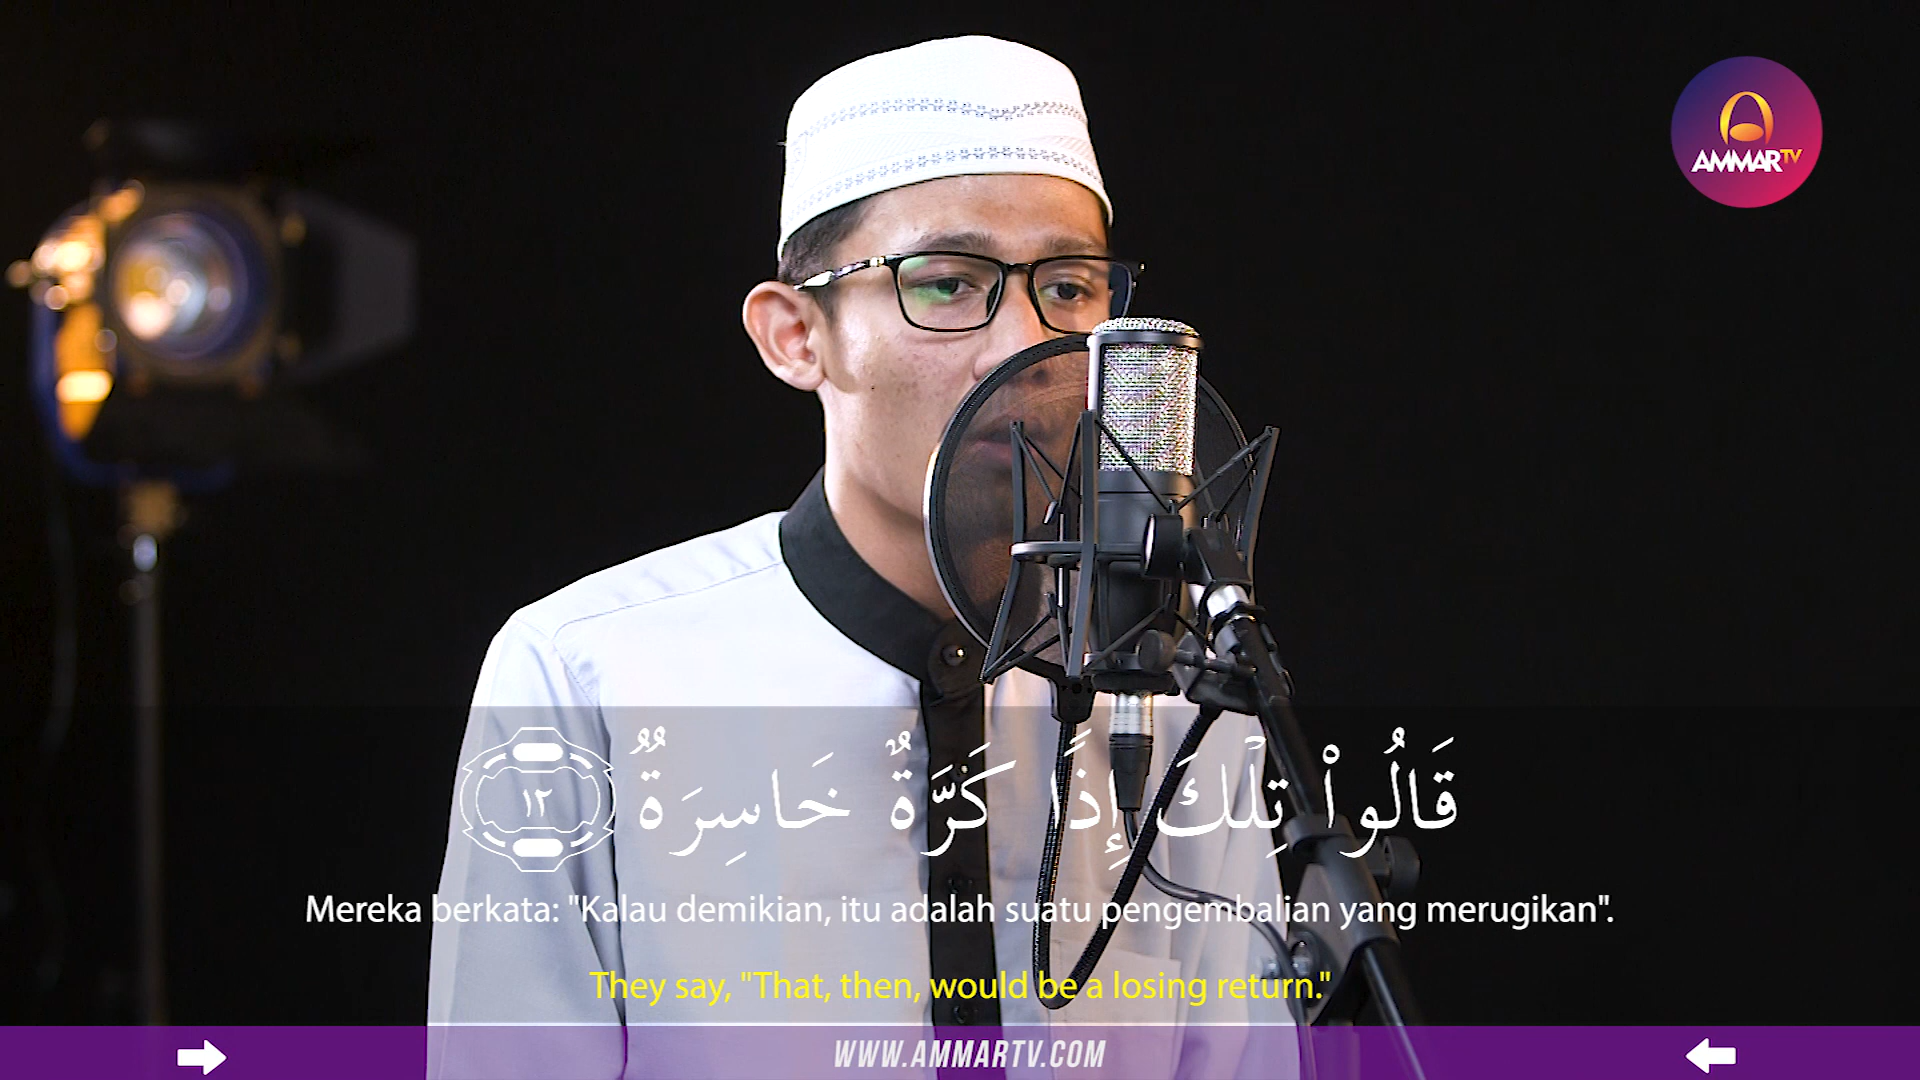 AMMARTV
قَالُوا۟ تِلْكَ إِذًا كَرَّةٌ خَاسِرَةٌ ١٢
Mereka berkata: "Kalau demikian, itu adalah suatu pengembalian yang merugikan".
They say, "That, then, would be a losing return."
WWW.AMMARTV.COM